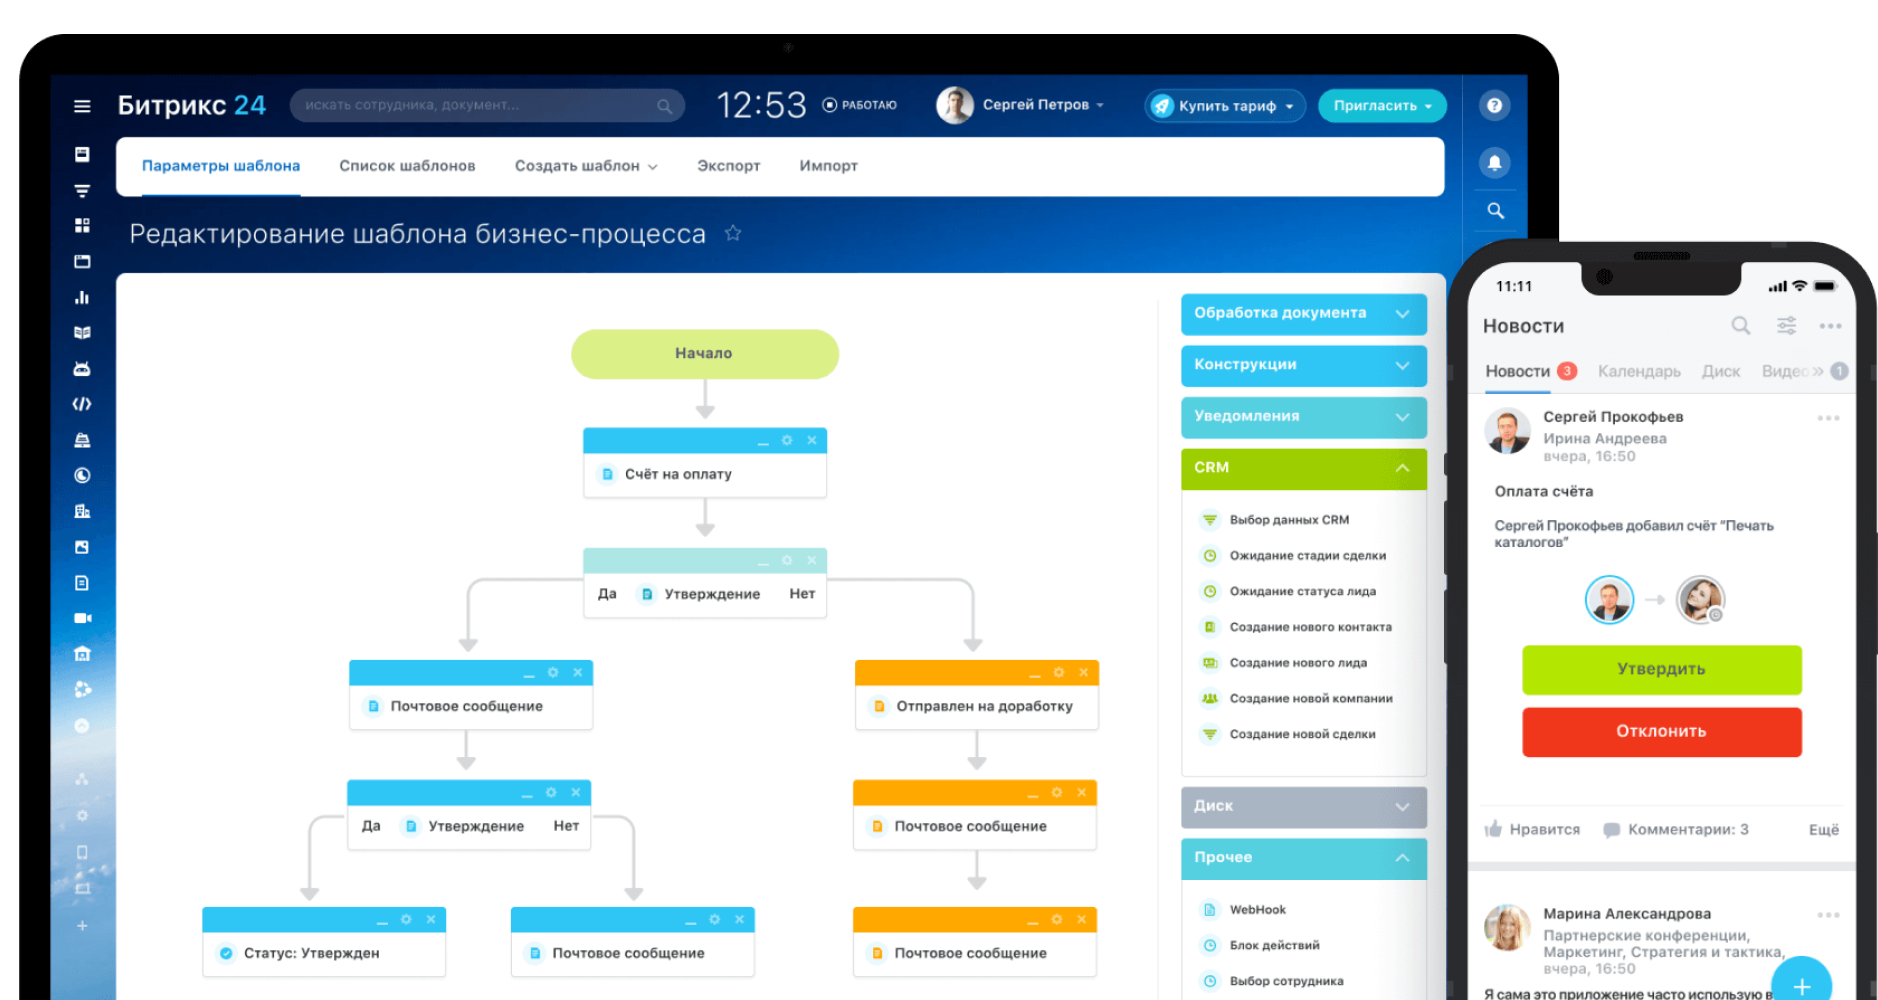 Битрикс 24
искать сотрудника, документ...
12:53
РАБОТАЮ
Сергей Петров
Купить тариф
Пригласить
Параметры шаблона
Список шаблонов
Создать шаблон
Экспорт
Импорт
Редактирование шаблона бизнес-процесса
Начало
Счёт на оплату
Да
Утверждение
Нет
Почтовое сообщение
Отправлен на доработку
Да
Утверждение
Нет
Почтовое сообщение
Статус: Утвержден
Почтовое сообщение
Почтовое сообщение
Обработка документа
Конструкции
Уведомления
CRM
Выбор данных CRM
Ожидание стадии сделки
Ожидание статуса лида
Создание нового контакта
Создание нового лида
Создание новой компании
Создание новой сделки
Диск
Прочее
WebHook
Блок действий
Выбор сотрудника
11:11
Новости
Новости 3
Календарь
Диск
Видео
1
Сергей Прокофьев
Ирина Андреева
вчера, 16:50
Оплата счёта
Сергей Прокофьев добавил счёт "Печать
каталогов"
Утвердить
Отклонить
Нравится
Комментарии: 3
Ещё
Марина Александрова
Партнерские конференции,
Маркетинг, Стратегия и тактика,
вчера, 16:50
Я сама это приложение часто использую в